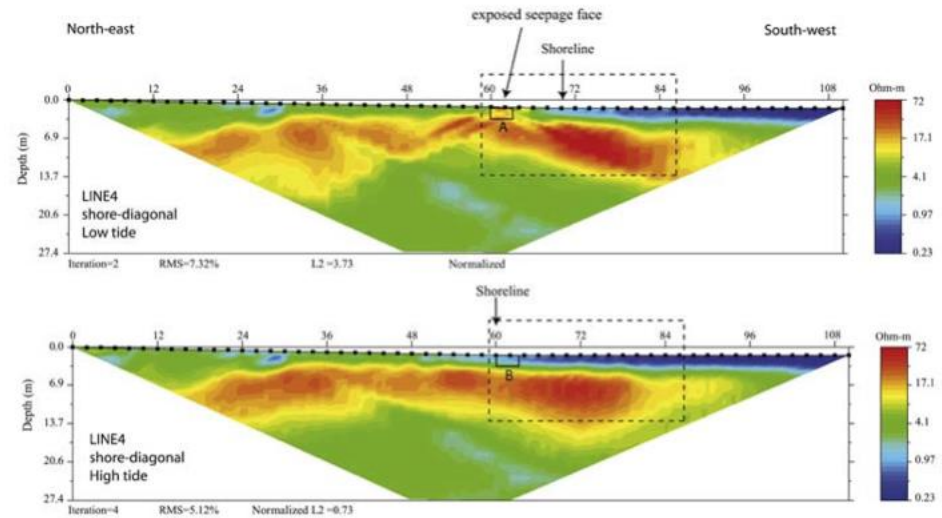 exposed seepage face
North-east
Shoreline
South-west
0 12 24 36 48 60 72 84 96 108
Ohm-m
0.0
6.9
13.7
20.6
27.4
Depth (m)
72
17.1
4.1
0.97
0.23
A
LINE4
shore-diagonal
Low tide
Iteration=2 RMS=7.32% L2 =3.73 Normalized
Shoreline
0 12 24 36 48 60 72 84 96 108
Ohm-m
0.0
6.9
13.7
20.6
27.4
Depth (m)
72
17.1
4.1
0.97
0.23
B
LINE4
shore-diagonal
High tide
Iteration=4 RMS=5.12% Normalized L2 =0.73